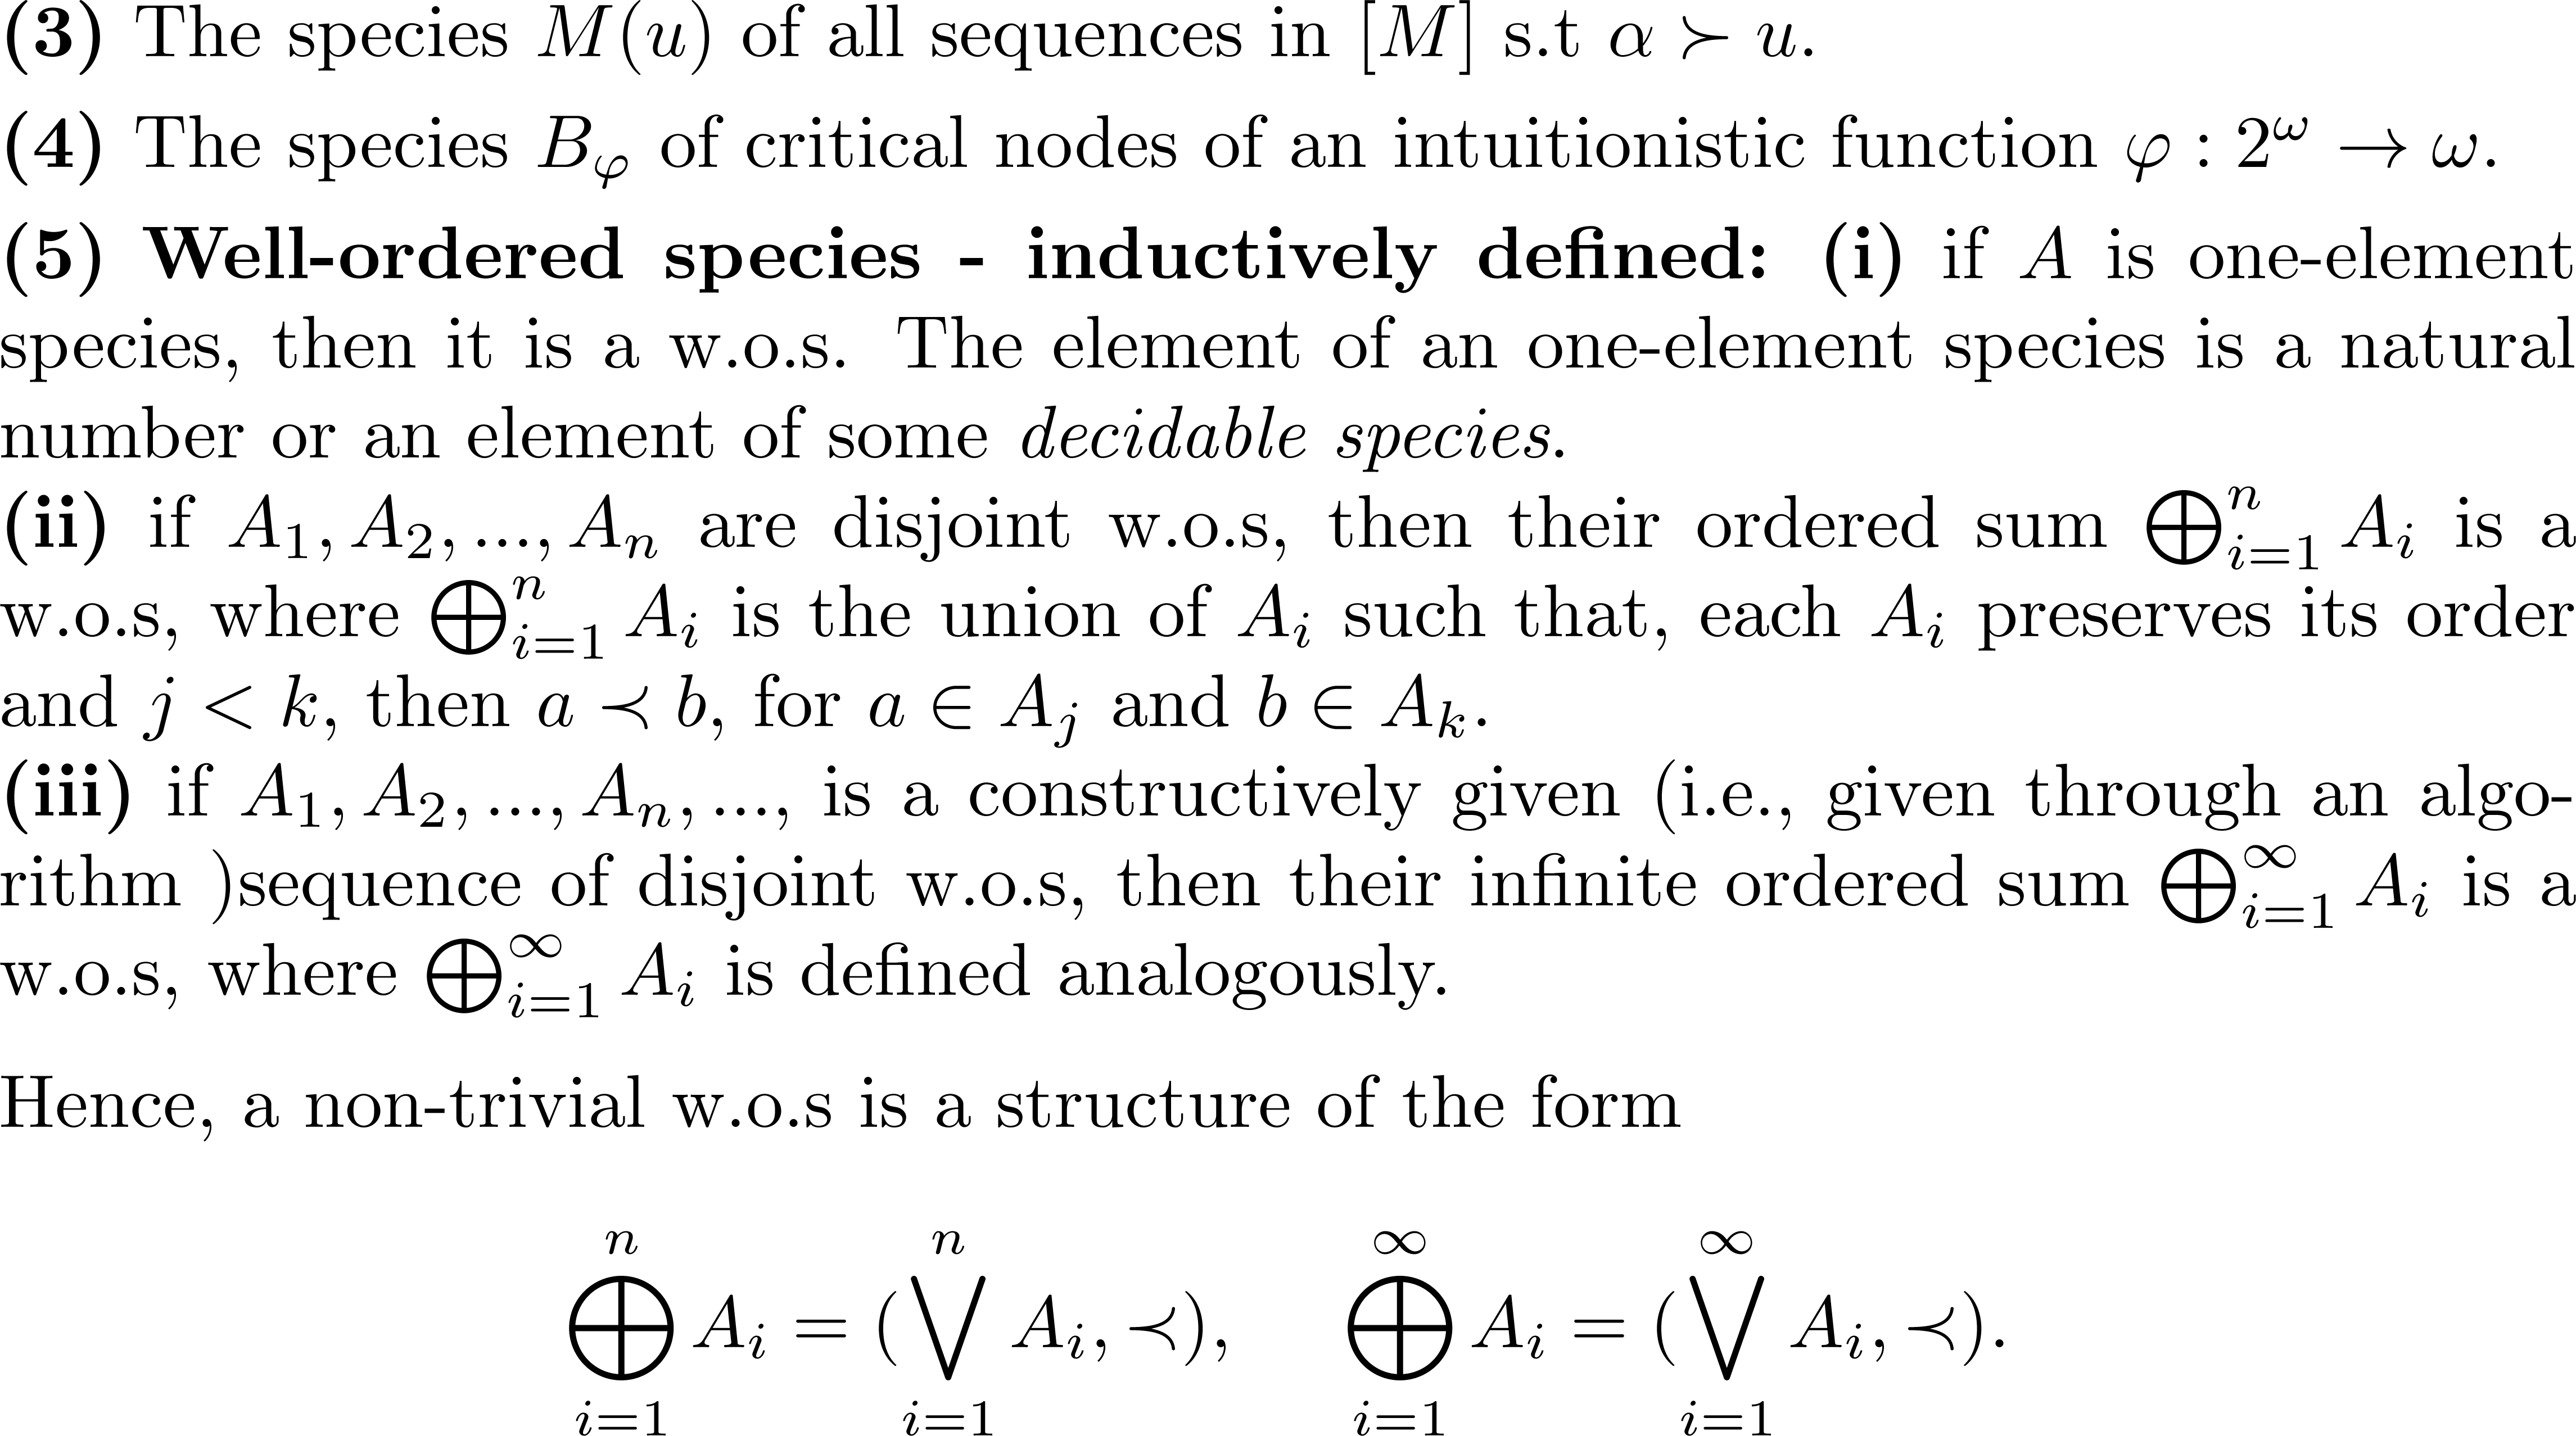 (3) The species M(u) of all sequences in [M] s.t α ≻ u.
(4) The species B_φ of critical nodes of an intuitionistic function φ : 2^ω → ω.
(5) Well-ordered species - inductively defined: (i) if A is one-element
species, then it is a w.o.s. The element of an one-element species is a natural
number or an element of some decidable species.
(ii) if A_1, A_2, ..., A_n are disjoint w.o.s, then their ordered sum ⊕_{i=1}^n A_i is a
w.o.s, where ⊕_{i=1}^n A_i is the union of A_i such that, each A_i preserves its order
and j < k, then a ≺ b, for a ∈ A_j and b ∈ A_k.
(iii) if A_1, A_2, ..., A_n, ..., is a constructively given (i.e., given through an algo-
rithm )sequence of disjoint w.o.s, then their infinite ordered sum ⊕_{i=1}^∞ A_i is a
w.o.s, where ⊕_{i=1}^∞ A_i is defined analogously.
Hence, a non-trivial w.o.s is a structure of the form
⊕_{i=1}^n A_i = (⋁_{i=1}^n A_i, ≺), ⊕_{i=1}^∞ A_i = (⋁_{i=1}^∞ A_i, ≺).